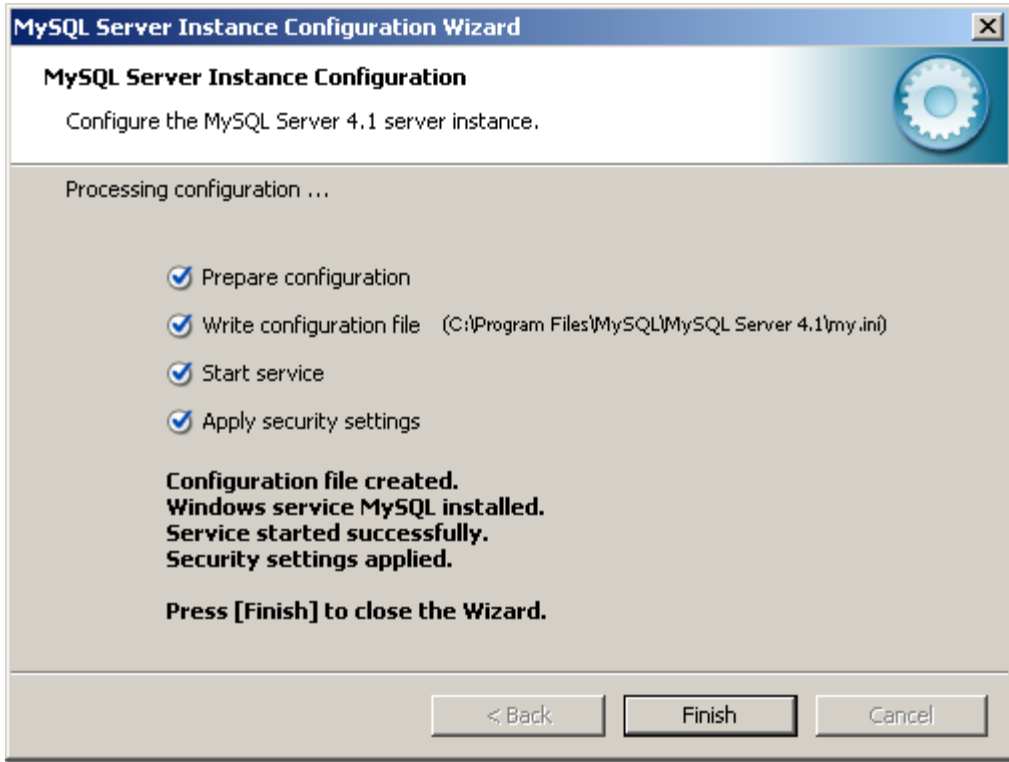 MySQL Server Instance Configuration Wizard
MySQL Server Instance Configuration
Configure the MySQL Server 4.1 server instance.
Processing configuration ...
Prepare configuration
Write configuration file (C:\Program Files\MySQL\MySQL Server 4.1\my.ini)
Start service
Apply security settings
Configuration file created.
Windows service MySQL installed.
Service started successfully.
Security settings applied.
Press [Finish] to close the Wizard.
< Back Finish Cancel